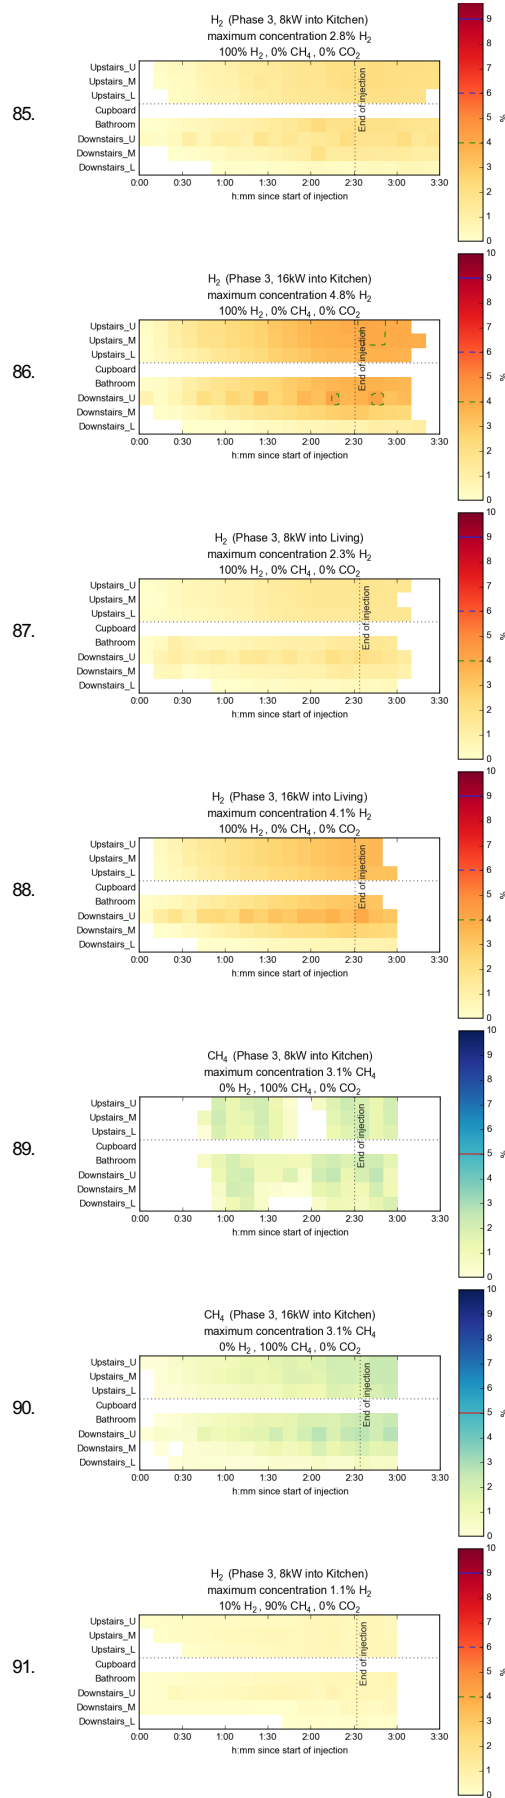 85.
H2 (Phase 3, 8kW into Kitchen)
maximum concentration 2.8% H2
100% H2, 0% CH4, 0% CO2
Upstairs_U
Upstairs_M
Upstairs_L
Cupboard
Bathroom
Downstairs_U
Downstairs_M
Downstairs_L
End of injection
0:00 0:30 1:00 1:30 2:00 2:30 3:00 3:30
h:mm since start of injection
9
8
7
6
5
4
3
2
1
0
%
86.
H2 (Phase 3, 16kW into Kitchen)
maximum concentration 4.8% H2
100% H2, 0% CH4, 0% CO2
Upstairs_U
Upstairs_M
Upstairs_L
Cupboard
Bathroom
Downstairs_U
Downstairs_M
Downstairs_L
End of injection
0:00 0:30 1:00 1:30 2:00 2:30 3:00 3:30
h:mm since start of injection
10
9
8
7
6
5
4
3
2
1
0
%
87.
H2 (Phase 3, 8kW into Living)
maximum concentration 2.3% H2
100% H2, 0% CH4, 0% CO2
Upstairs_U
Upstairs_M
Upstairs_L
Cupboard
Bathroom
Downstairs_U
Downstairs_M
Downstairs_L
End of injection
0:00 0:30 1:00 1:30 2:00 2:30 3:00 3:30
h:mm since start of injection
10
9
8
7
6
5
4
3
2
1
0
%
88.
H2 (Phase 3, 16kW into Living)
maximum concentration 4.1% H2
100% H2, 0% CH4, 0% CO2
Upstairs_U
Upstairs_M
Upstairs_L
Cupboard
Bathroom
Downstairs_U
Downstairs_M
Downstairs_L
End of injection
0:00 0:30 1:00 1:30 2:00 2:30 3:00 3:30
h:mm since start of injection
10
9
8
7
6
5
4
3
2
1
0
%
89.
CH4 (Phase 3, 8kW into Kitchen)
maximum concentration 3.1% CH4
0% H2, 100% CH4, 0% CO2
Upstairs_U
Upstairs_M
Upstairs_L
Cupboard
Bathroom
Downstairs_U
Downstairs_M
Downstairs_L
End of injection
0:00 0:30 1:00 1:30 2:00 2:30 3:00 3:30
h:mm since start of injection
10
9
8
7
6
5
4
3
2
1
0
%
90.
CH4 (Phase 3, 16kW into Kitchen)
maximum concentration 3.1% CH4
0% H2, 100% CH4, 0% CO2
Upstairs_U
Upstairs_M
Upstairs_L
Cupboard
Bathroom
Downstairs_U
Downstairs_M
Downstairs_L
End of injection
0:00 0:30 1:00 1:30 2:00 2:30 3:00 3:30
h:mm since start of injection
10
9
8
7
6
5
4
3
2
1
0
%
91.
H2 (Phase 3, 8kW into Kitchen)
maximum concentration 1.1% H2
10% H2, 90% CH4, 0% CO2
Upstairs_U
Upstairs_M
Upstairs_L
Cupboard
Bathroom
Downstairs_U
Downstairs_M
Downstairs_L
End of injection
0:00 0:30 1:00 1:30 2:00 2:30 3:00 3:30
h:mm since start of injection
10
9
8
7
6
5
4
3
2
1
0
%